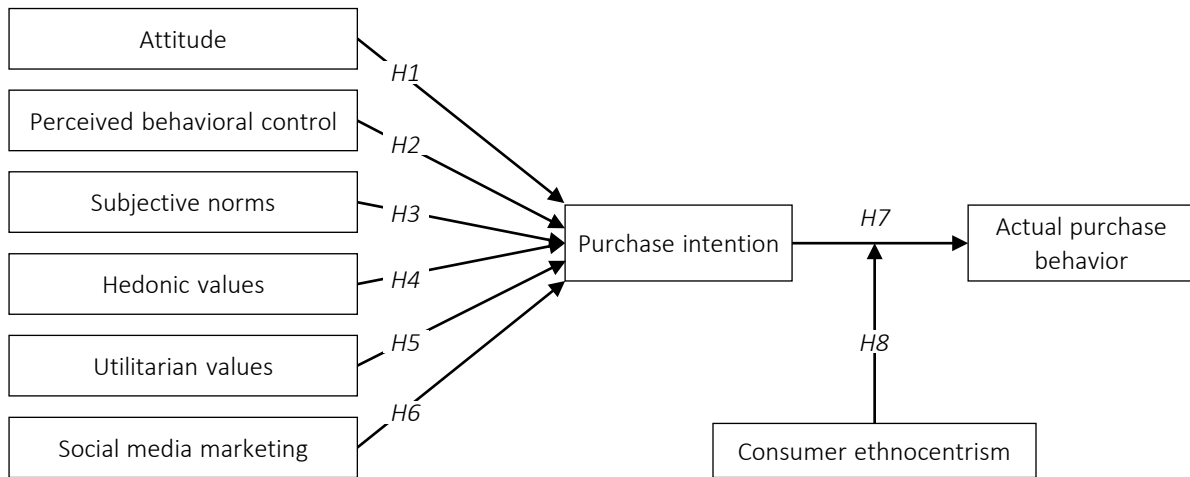 Attitude
H1
Perceived behavioral control
H2
Subjective norms
H3
Hedonic values
H4
Utilitarian values
H5
Social media marketing
H6
Purchase intention
H7
Actual purchase
behavior
H8
Consumer ethnocentrism